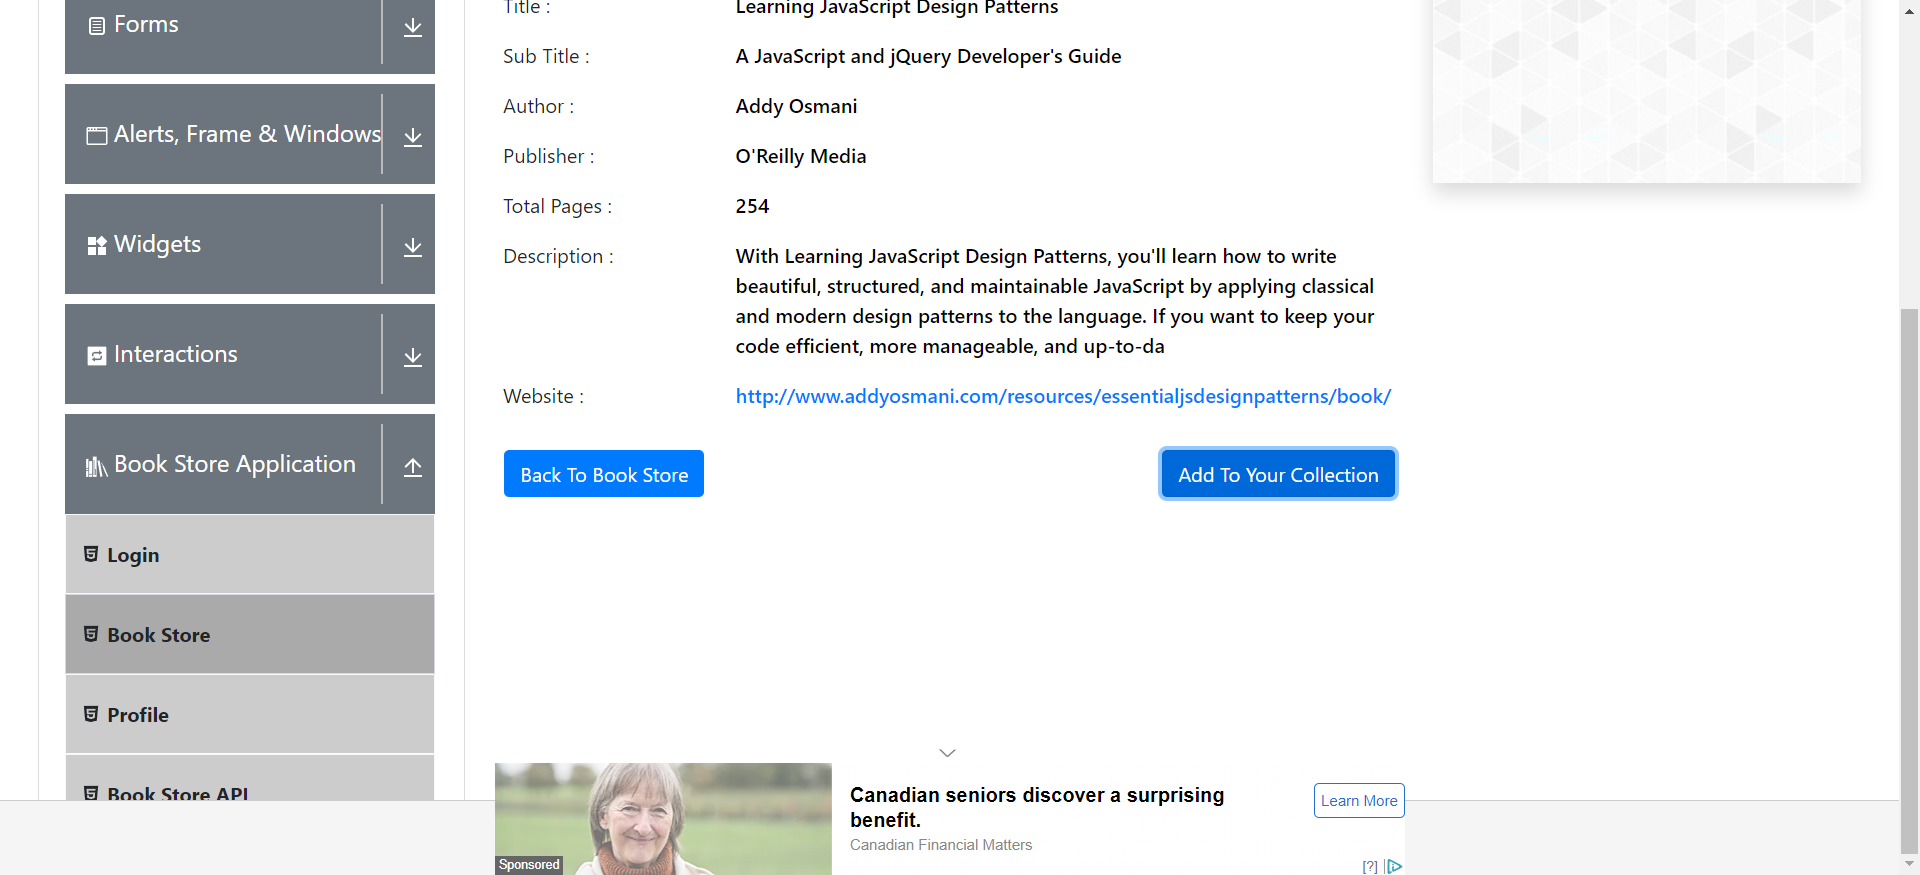 Forms
Alerts, Frame & Windows
Widgets
Interactions
Book Store Application
Login
Book Store
Profile
Book Store API
Title : Learning JavaScript Design Patterns
Sub Title : A JavaScript and jQuery Developer's Guide
Author : Addy Osmani
Publisher : O'Reilly Media
Total Pages : 254
Description : With Learning JavaScript Design Patterns, you'll learn how to write
beautiful, structured, and maintainable JavaScript by applying classical
and modern design patterns to the language. If you want to keep your
code efficient, more manageable, and up-to-da
Website : http://www.addyosmani.com/resources/essentialjsdesignpatterns/book/
Back To Book Store Add To Your Collection
Canadian seniors discover a surprising
benefit.
Canadian Financial Matters
Learn More
Sponsored
[?]